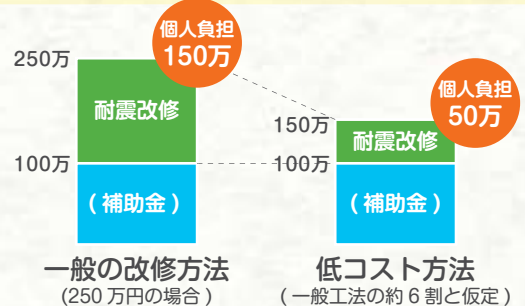 個人負担
150万
250万
耐震改修
100万
(補助金)
一般の改修方法
(250 万円の場合)
個人負担
50万
150万
耐震改修
100万
(補助金)
低コスト方法
(一般工法の約 6 割と仮定)